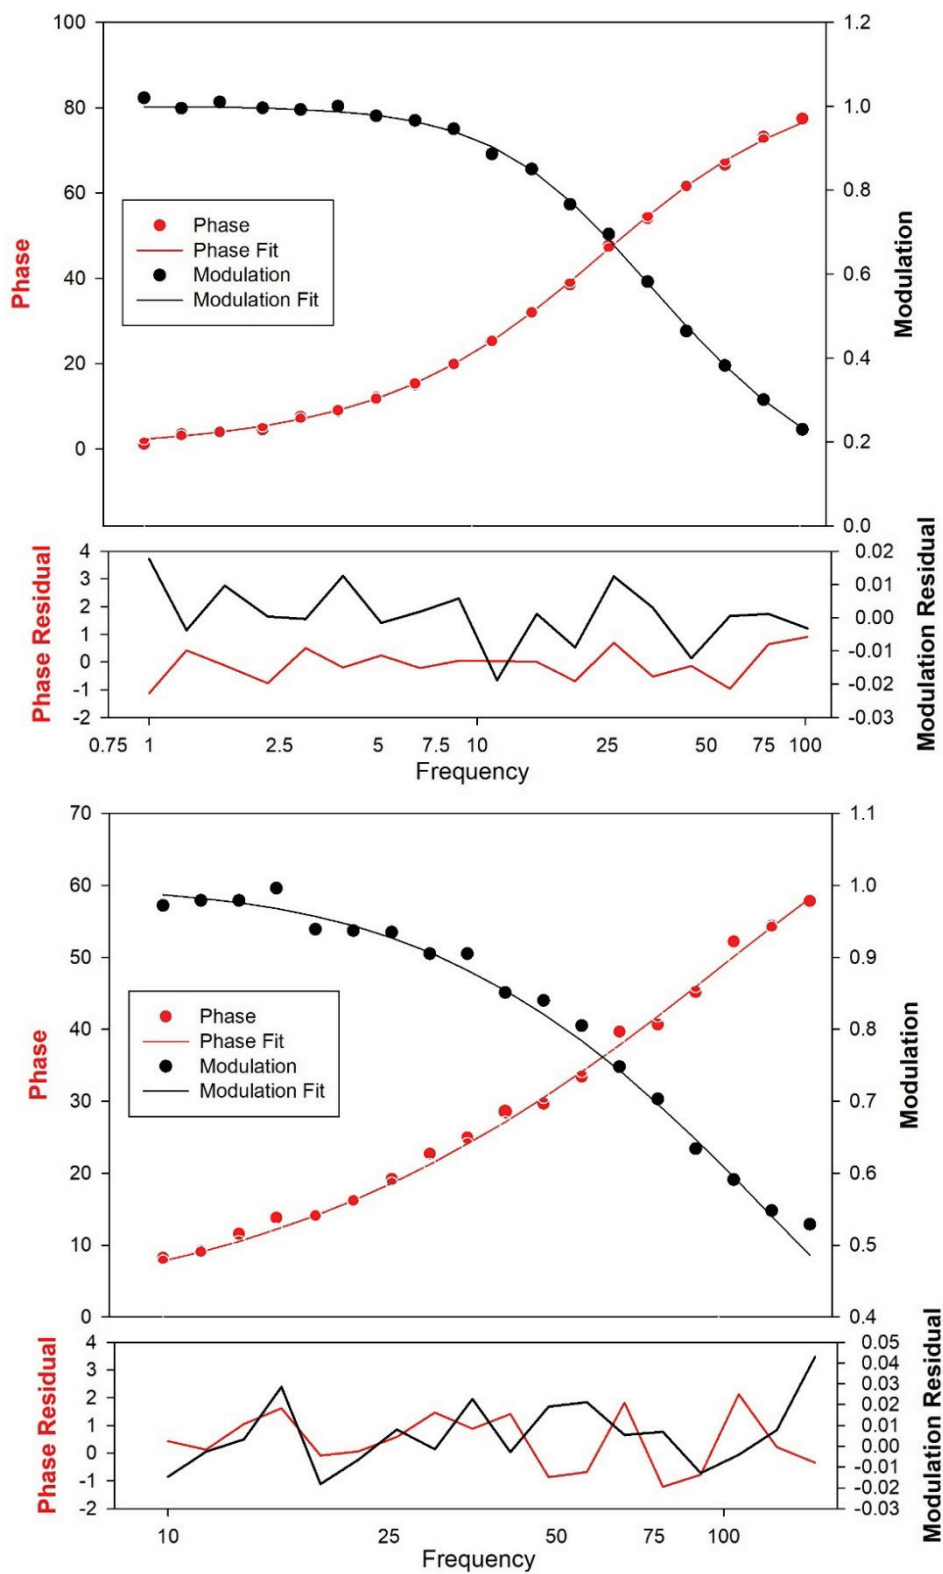 100
80
60
40
20
0
Phase
1.2
1.0
0.8
0.6
0.4
0.2
0.0
Modulation
Phase
Phase Fit
Modulation
Modulation Fit
4
3
2
1
0
-1
-2
Phase Residual
0.02
0.01
0.00
-0.01
-0.02
-0.03
Modulation Residual
0.75 1 2.5 5 7.5 10 25 50 75 100
Frequency
70
60
50
40
30
20
10
0
Phase
1.1
1.0
0.9
0.8
0.7
0.6
0.5
0.4
Modulation
Phase
Phase Fit
Modulation
Modulation Fit
4
3
2
1
0
-1
-2
Phase Residual
0.05
0.04
0.03
0.02
0.01
0.00
-0.01
-0.02
-0.03
Modulation Residual
10 25 50 75 100
Frequency